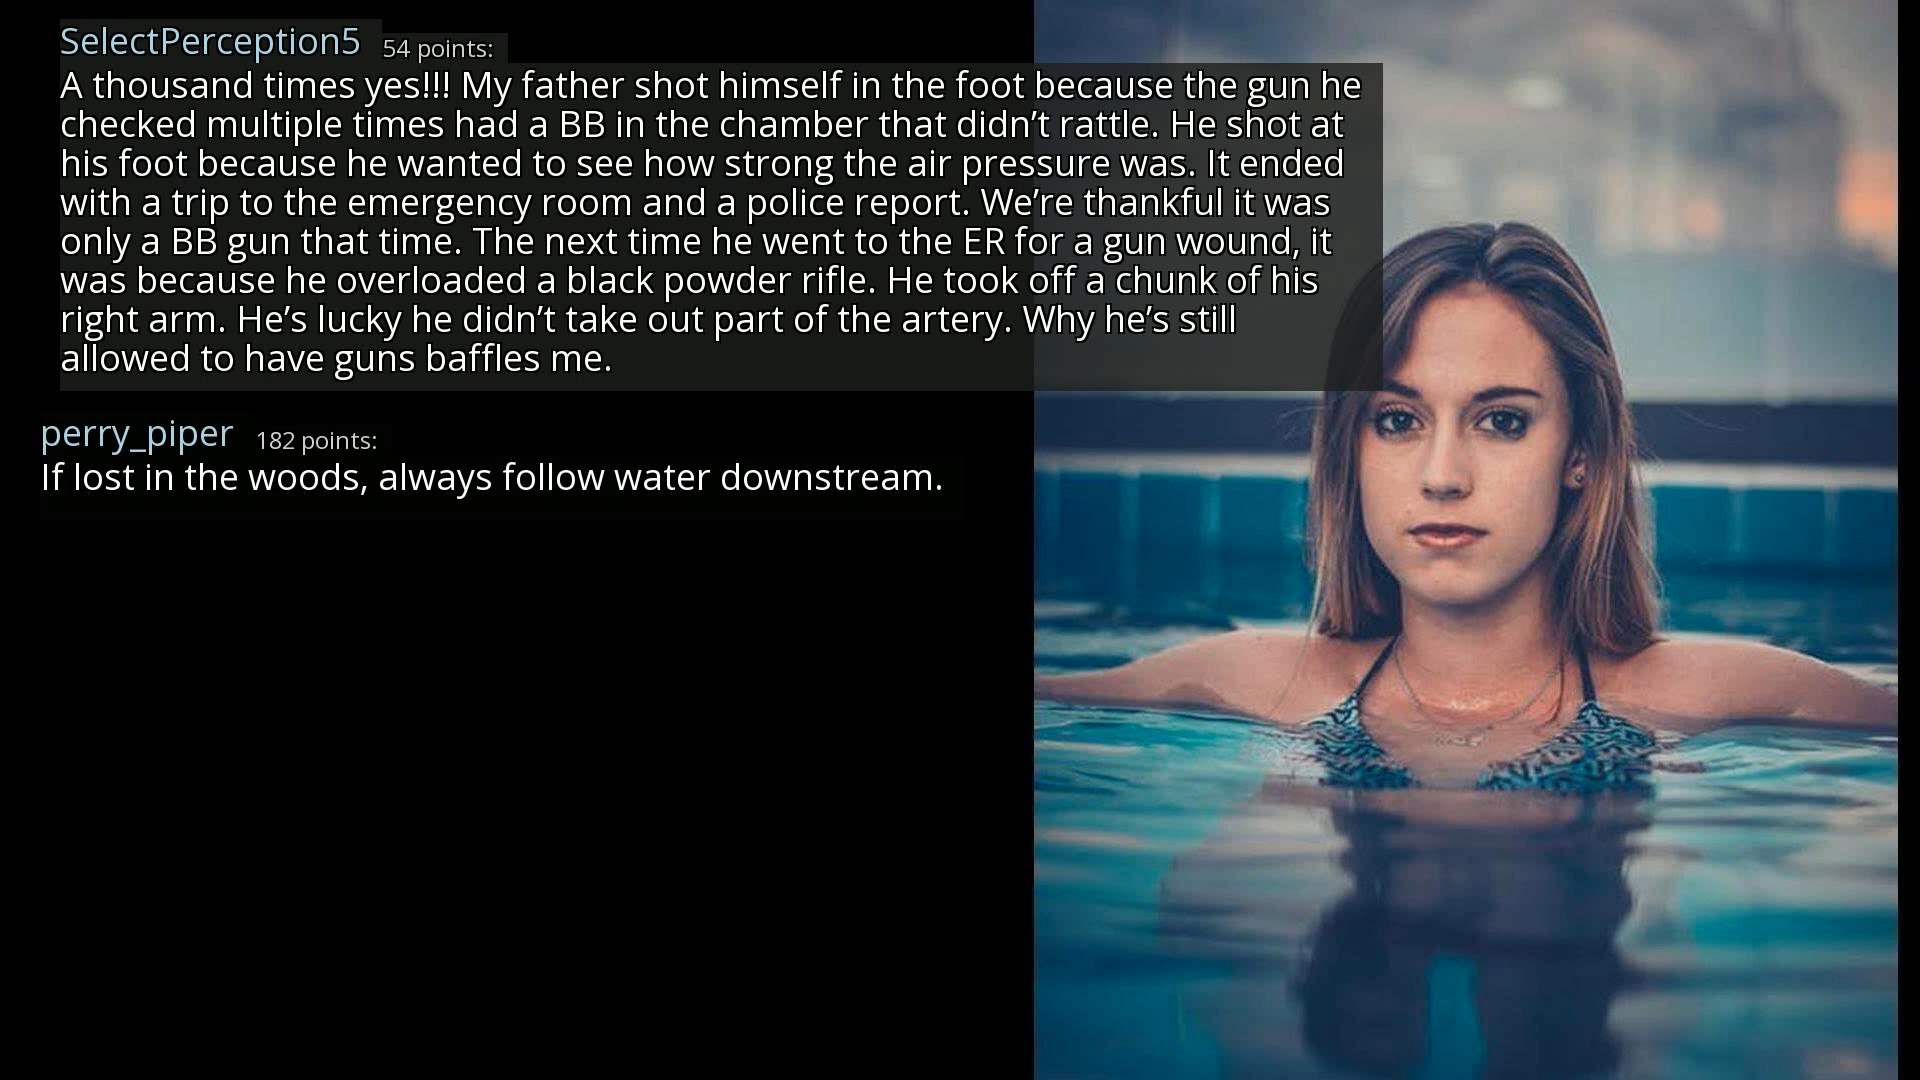 SelectPerception5 54 points:
A thousand times yes!!! My father shot himself in the foot because the gun he
checked multiple times had a BB in the chamber that didn’t rattle. He shot at
his foot because he wanted to see how strong the air pressure was. It ended
with a trip to the emergency room and a police report. We’re thankful it was
only a BB gun that time. The next time he went to the ER for a gun wound, it
was because he overloaded a black powder rifle. He took off a chunk of his
right arm. He’s lucky he didn’t take out part of the artery. Why he’s still
allowed to have guns baffles me.
perry_piper 182 points:
If lost in the woods, always follow water downstream.